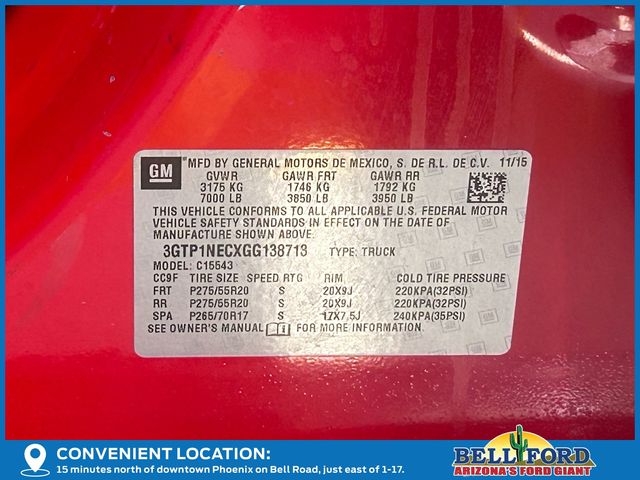 GM
MFD BY GENERAL MOTORS DE MEXICO, S. DE R.L. DE C.V. 11/15
GVWR GAWR FRT GAWR RR
3175 KG 1746 KG 1792 KG
7000 LB 3850 LB 3950 LB
THIS VEHICLE CONFORMS TO ALL APPLICABLE U.S. FEDERAL MOTOR
VEHICLE SAFETY STANDARDS IN EFFECT ON THE DATE OF
MANUFACTURE SHOWN ABOVE.
3GTP1NECXGG138713 TYPE: TRUCK
MODEL: C15543
CC9F TIRE SIZE SPEED RTG RIM COLD TIRE PRESSURE
FRT P275/55R20 S 20X9J 220KPA(32PSI)
RR P275/55R20 S 20X9J 220KPA(32PSI)
SPA P265/70R17 S 17X7.5J 240KPA(35PSI)
SEE OWNER'S MANUAL FOR MORE INFORMATION.
CONVENIENT LOCATION:
15 minutes north of downtown Phoenix on Bell Road, just east of 1-17.
BELL FORD
ARIZONA'S FORD GIANT